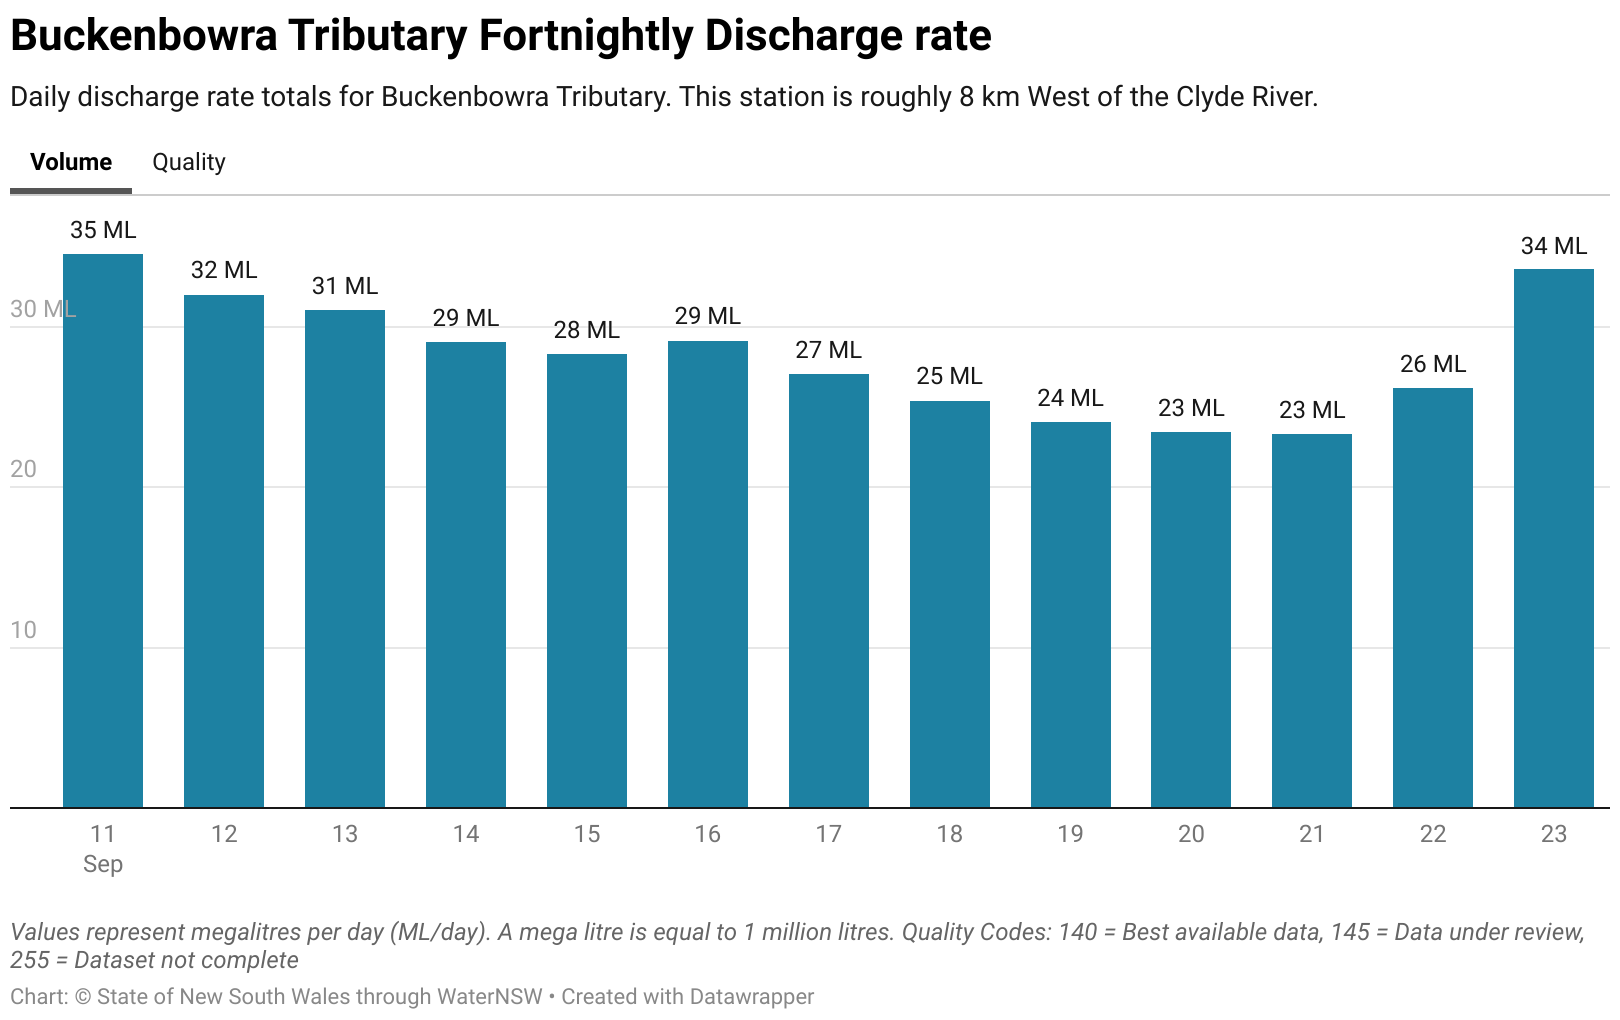 Buckenbowra Tributary Fortnightly Discharge rate
Daily discharge rate totals for Buckenbowra Tributary. This station is roughly 8 km West of the Clyde River.
Volume Quality
35 ML
32 ML
31 ML
29 ML
28 ML
29 ML
27 ML
25 ML
24 ML
23 ML
23 ML
26 ML
34 ML
30 ML
20
10
11 12 13 14 15 16 17 18 19 20 21 22 23
Sep
Values represent megalitres per day (ML/day). A mega litre is equal to 1 million litres. Quality Codes: 140 = Best available data, 145 = Data under review,
255 = Dataset not complete
Chart: © State of New South Wales through WaterNSW • Created with Datawrapper